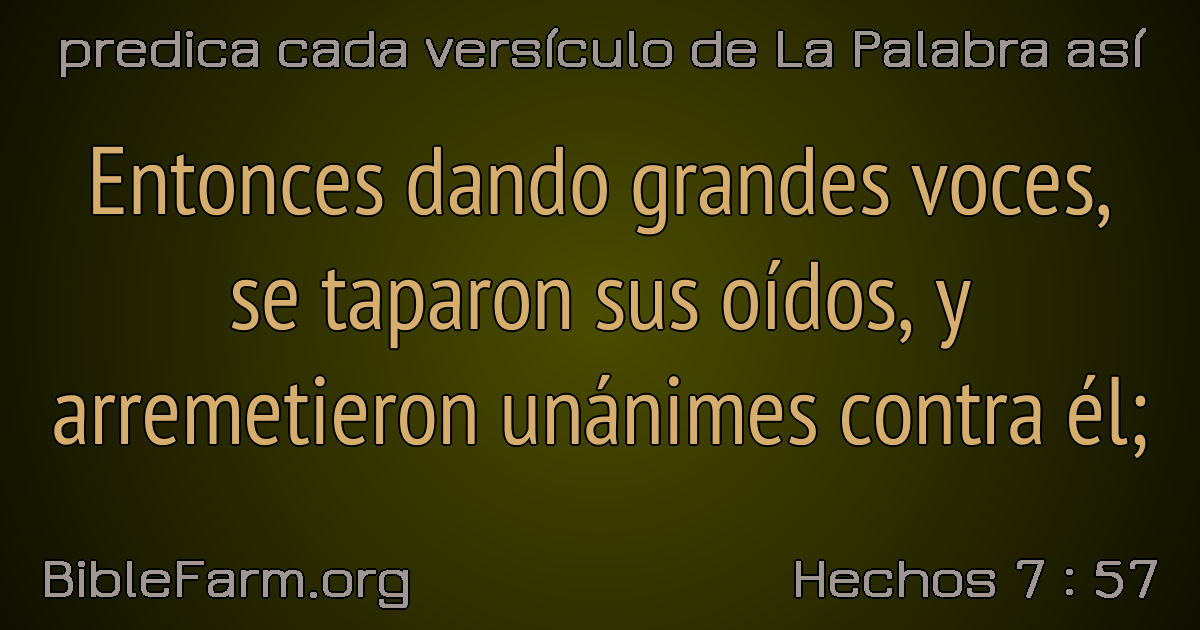 predica cada versículo de La Palabra así
Entonces dando grandes voces,
se taparon sus oídos, y
arremetieron unánimes contra él;
BibleFarm.org
Hechos 7 : 57